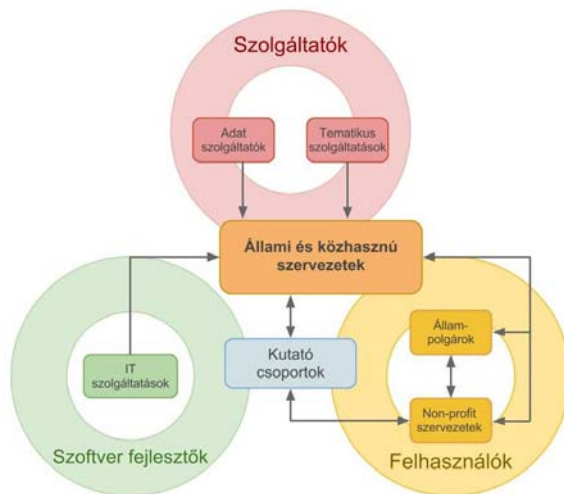 Szolgáltatók
Adat
szolgáltatók
Tematikus
szolgáltatások
Állami és közhasznú
szervezetek
IT
szolgáltatások
Kutató
csoportok
Állam-
polgárok
Non-profit
szervezetek
Szoftver fejlesztők
Felhasználók